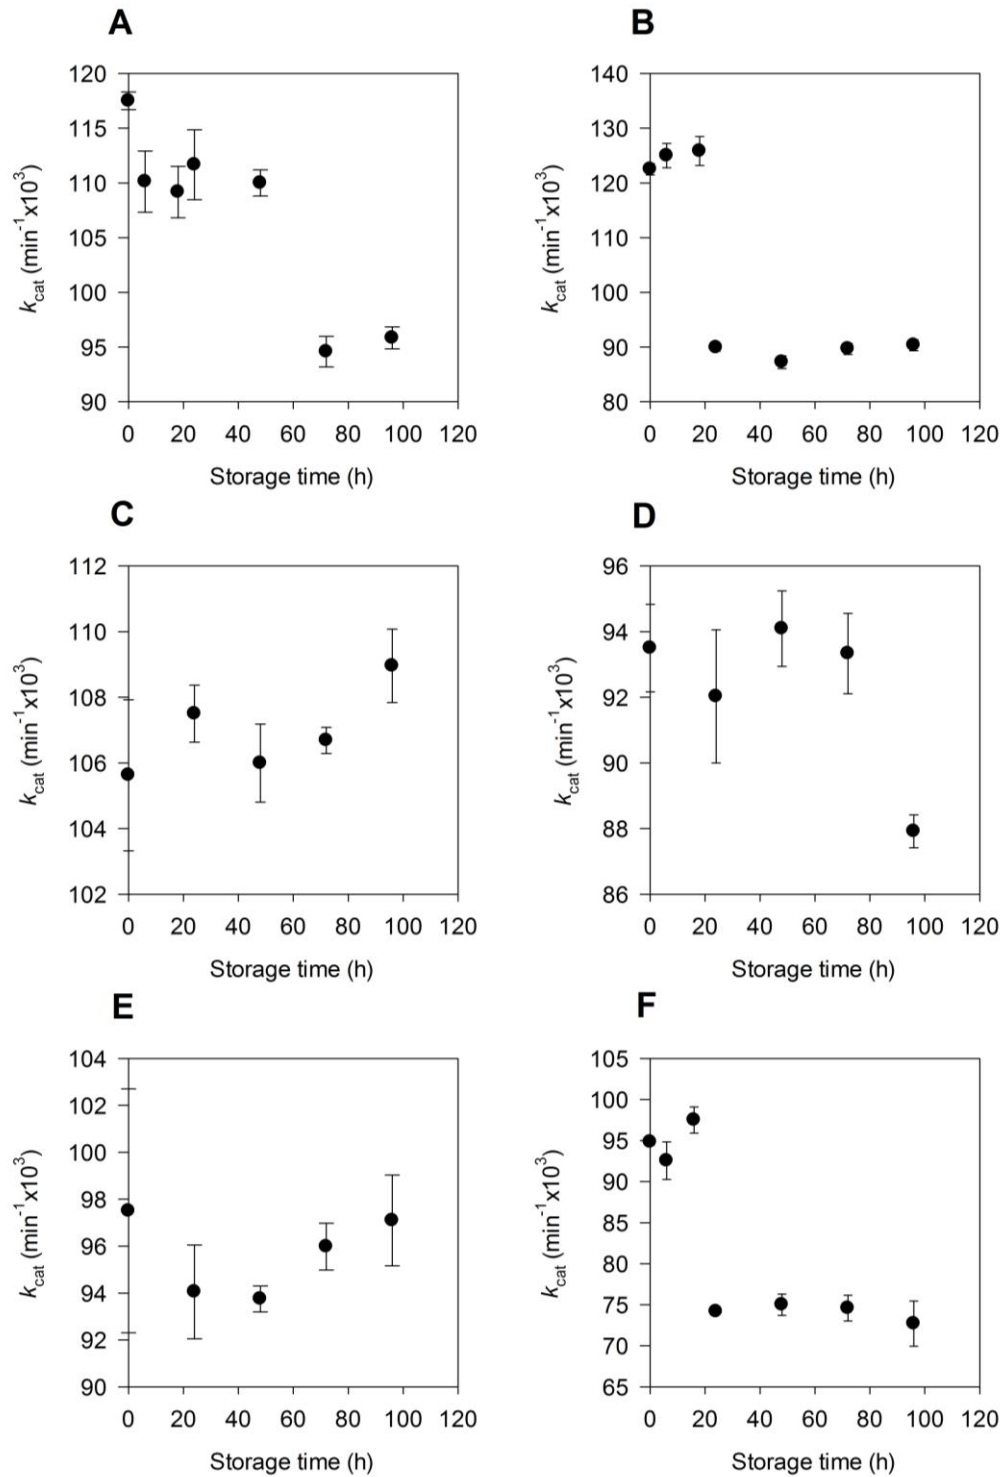 A
120
115
110
105
100
95
90
kcat (min-1x103)
0 20 40 60 80 100 120
Storage time (h)
B
140
130
120
110
100
90
80
kcat (min-1x103)
0 20 40 60 80 100 120
Storage time (h)
C
112
110
108
106
104
102
kcat (min-1x103)
0 20 40 60 80 100 120
Storage time (h)
D
96
94
92
90
88
86
kcat (min-1x103)
0 20 40 60 80 100 120
Storage time (h)
E
104
102
100
98
96
94
92
90
kcat (min-1x103)
0 20 40 60 80 100 120
Storage time (h)
F
105
100
95
90
85
80
75
70
65
kcat (min-1x103)
0 20 40 60 80 100 120
Storage time (h)